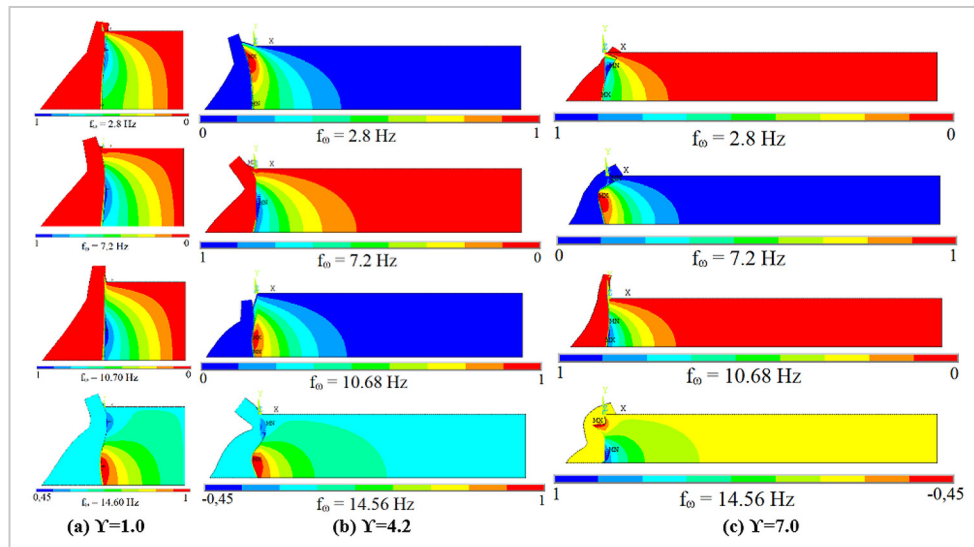 1 fω = 2.8 Hz 0
0 fω = 2.8 Hz 1
1 fω = 2.8 Hz 0
1 fω = 7.2 Hz 0
1 fω = 7.2 Hz 0
0 fω = 7.2 Hz 1
1 fω = 10.70 Hz 0
0 fω = 10.68 Hz 1
1 fω = 10.68 Hz 0
0,45 fω = 14.60 Hz 1
-0,45 fω = 14.56 Hz 1
1 fω = 14.56 Hz -0,45
(a) ϒ=1.0
(b) ϒ=4.2
(c) ϒ=7.0